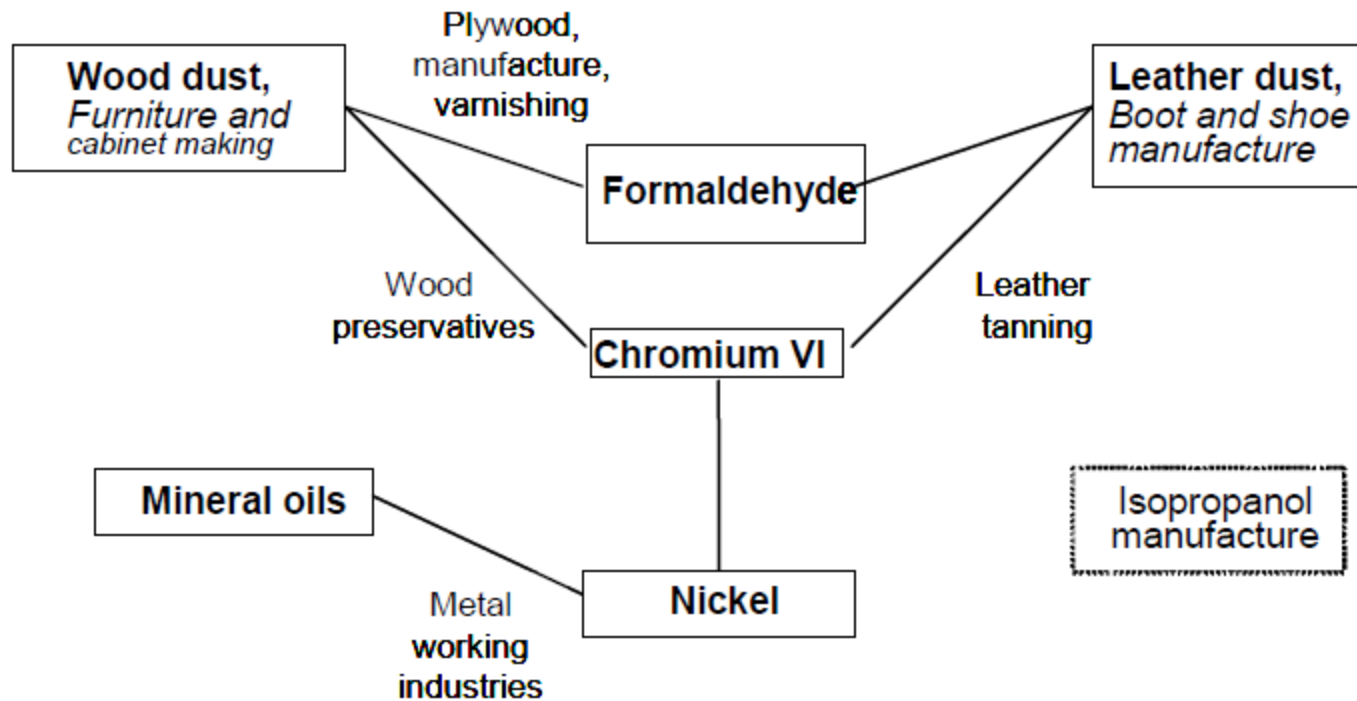 Plywood,
manufacture,
varnishing
Wood dust,
Furniture and
cabinet making
Leather dust,
Boot and shoe
manufacture
Formaldehyde
Wood
preservatives
Leather
tanning
Chromium VI
Mineral oils
Isopropanol
manufacture
Nickel
Metal
working
industries